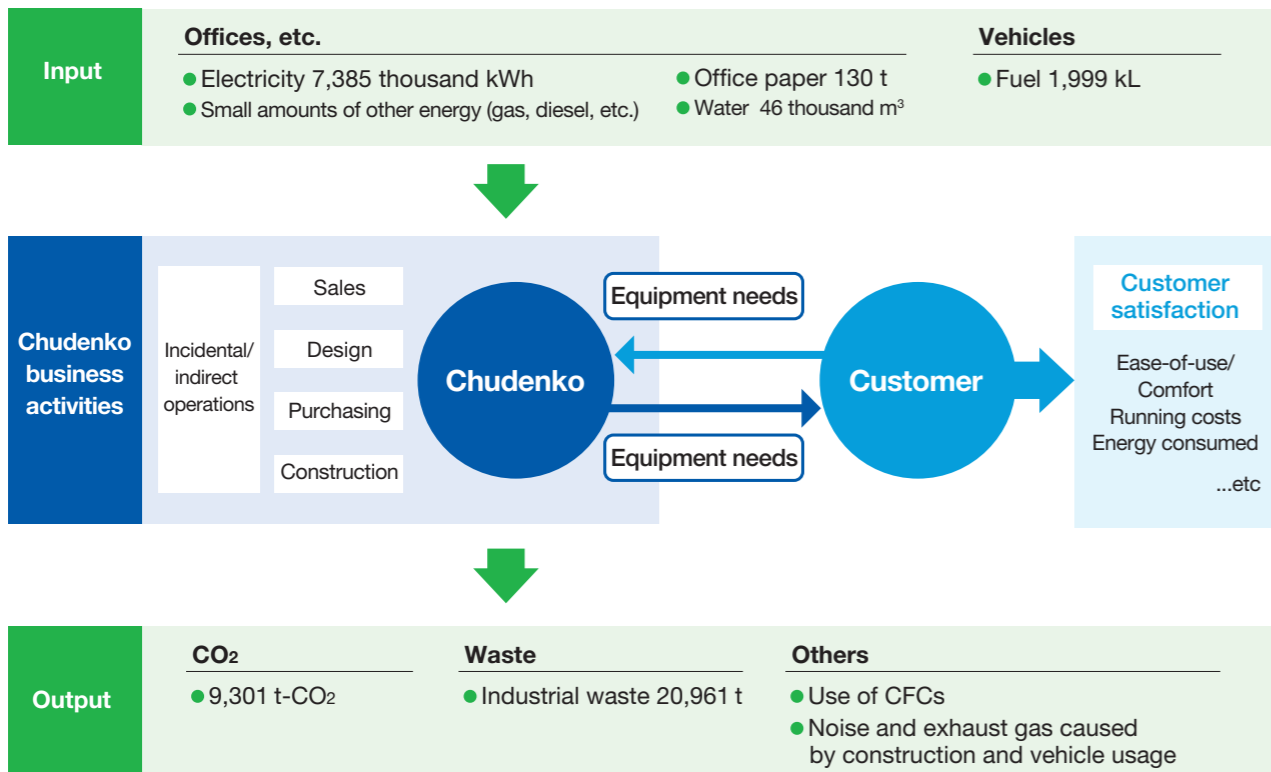 Input
Offices, etc.
Electricity 7,385 thousand kWh
Small amounts of other energy (gas, diesel, etc.)
Office paper 130 t
Water 46 thousand m³
Vehicles
Fuel 1,999 kL
Chudenko
business
activities
Incidental/
indirect
operations
Sales
Design
Purchasing
Construction
Chudenko
Equipment needs
Equipment needs
Customer
Customer
satisfaction
Ease-of-use/
Comfort
Running costs
Energy consumed
...etc
Output
CO₂
9,301 t-CO₂
Waste
Industrial waste 20,961 t
Others
Use of CFCs
Noise and exhaust gas caused
by construction and vehicle usage